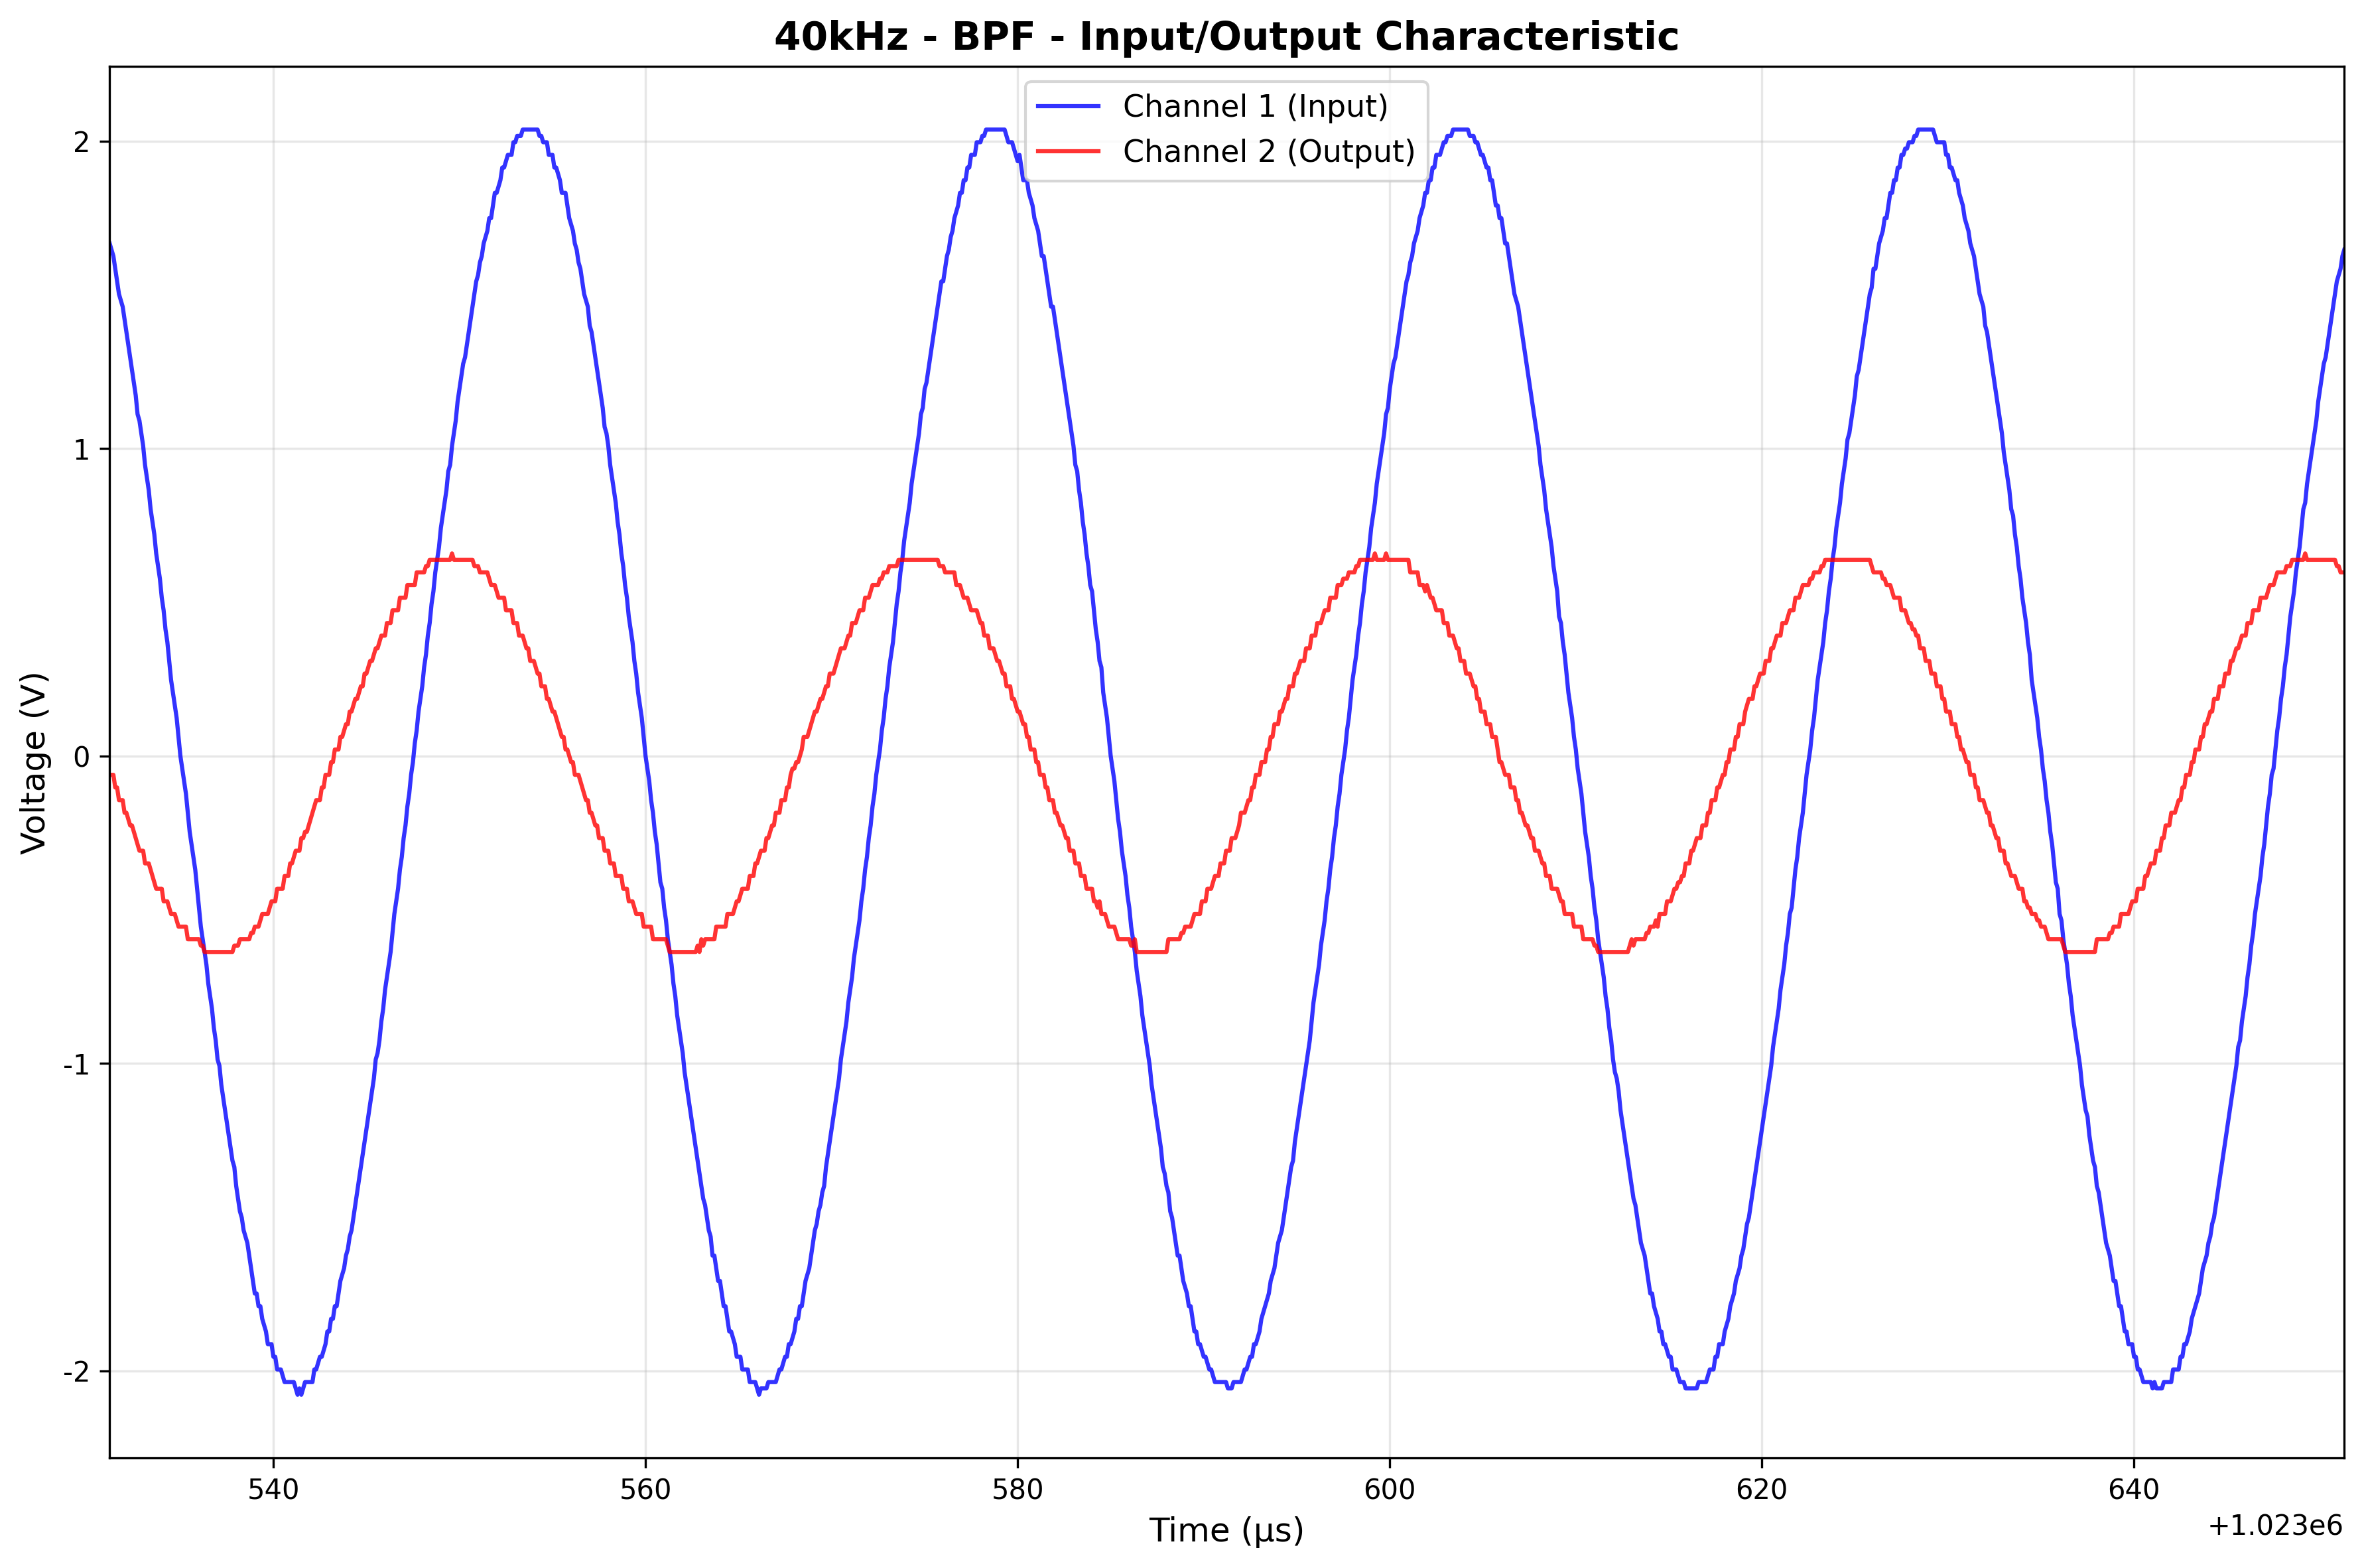 40kHz - BPF - Input/Output Characteristic
Channel 1 (Input)
Channel 2 (Output)
2
1
0
-1
-2
Voltage (V)
540 560 580 600 620 640
Time (µs)
+1.023e6